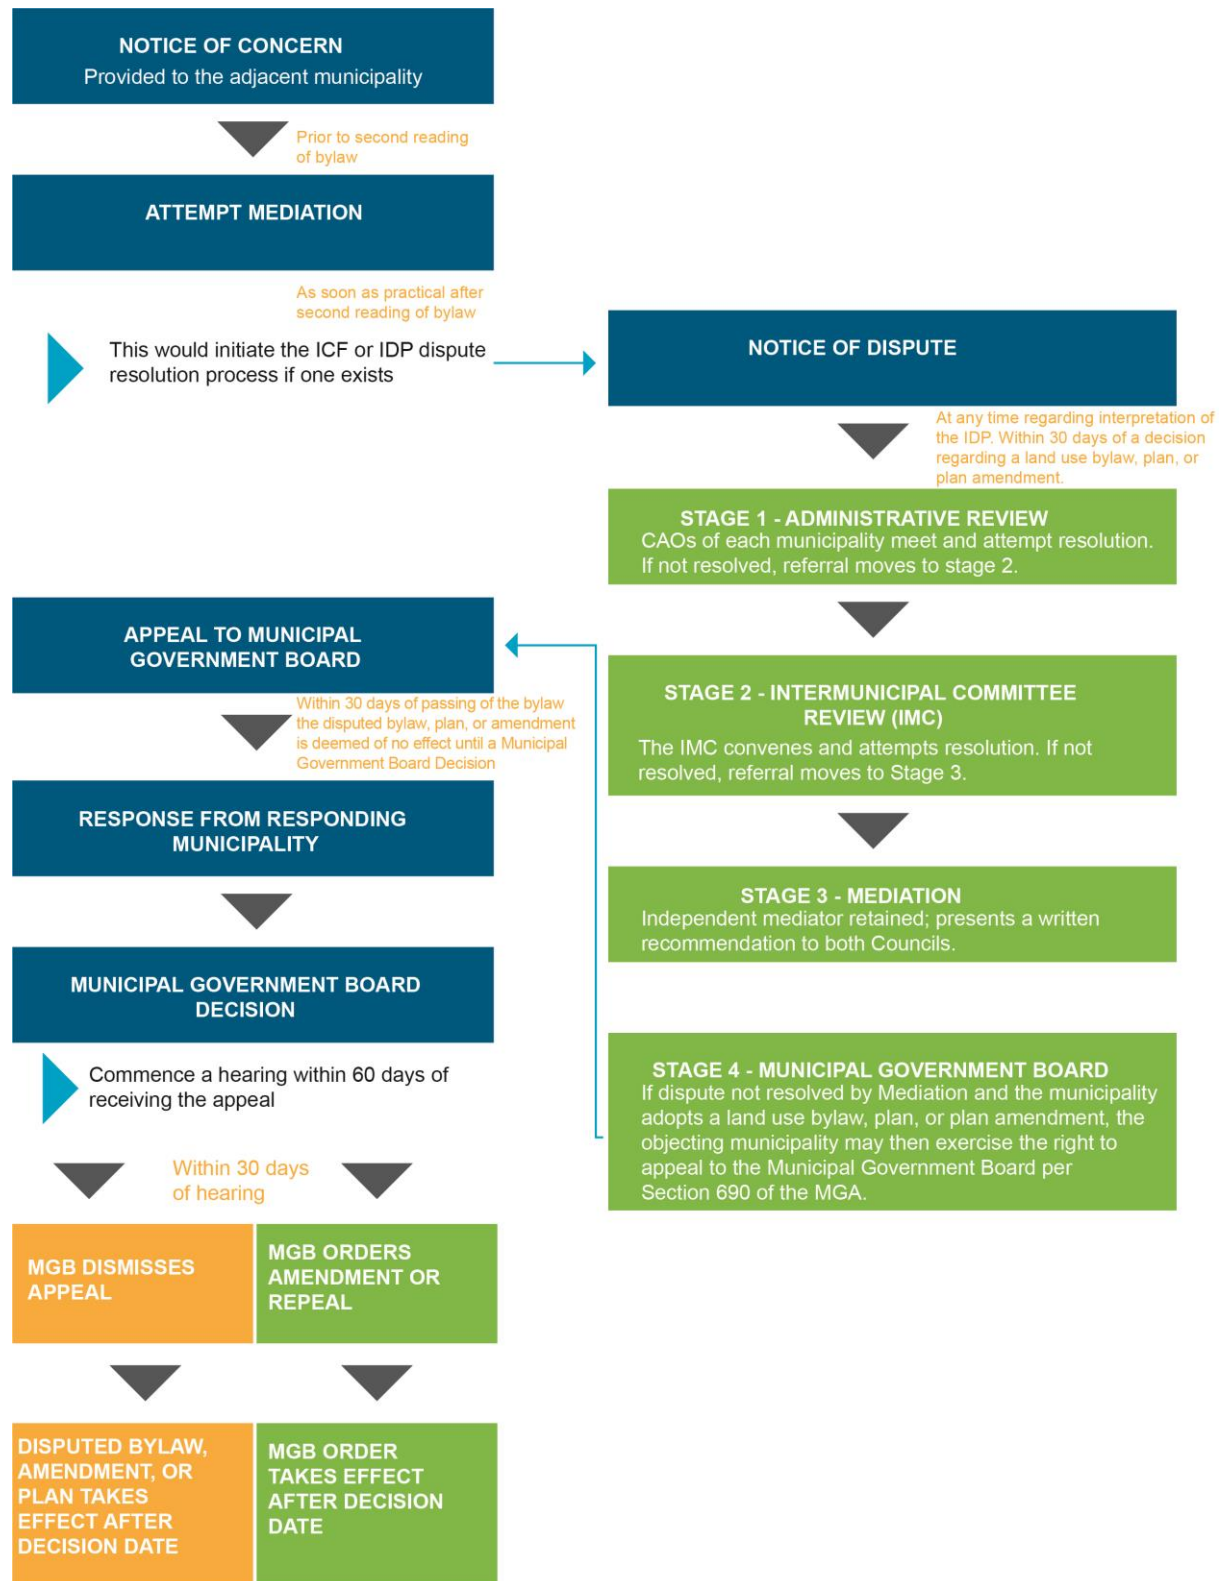 NOTICE OF CONCERN
Provided to the adjacent municipality
Prior to second reading
of bylaw
ATTEMPT MEDIATION
As soon as practical after
second reading of bylaw
This would initiate the ICF or IDP dispute
resolution process if one exists
NOTICE OF DISPUTE
At any time regarding interpretation of
the IDP. Within 30 days of a decision
regarding a land use bylaw, plan, or
plan amendment.
STAGE 1 - ADMINISTRATIVE REVIEW
CAOs of each municipality meet and attempt resolution.
If not resolved, referral moves to stage 2.
STAGE 2 - INTERMUNICIPAL COMMITTEE
REVIEW (IMC)
The IMC convenes and attempts resolution. If not
resolved, referral moves to Stage 3.
STAGE 3 - MEDIATION
Independent mediator retained; presents a written
recommendation to both Councils.
STAGE 4 - MUNICIPAL GOVERNMENT BOARD
If dispute not resolved by Mediation and the municipality
adopts a land use bylaw, plan, or plan amendment, the
objecting municipality may then exercise the right to
appeal to the Municipal Government Board per
Section 690 of the MGA.
APPEAL TO MUNICIPAL
GOVERNMENT BOARD
Within 30 days of passing of the bylaw
the disputed bylaw, plan, or amendment
is deemed of no effect until a Municipal
Government Board Decision
RESPONSE FROM RESPONDING
MUNICIPALITY
MUNICIPAL GOVERNMENT BOARD
DECISION
Commence a hearing within 60 days of
receiving the appeal
Within 30 days
of hearing
MGB DISMISSES
APPEAL
MGB ORDERS
AMENDMENT OR
REPEAL
DISPUTED BYLAW,
AMENDMENT, OR
PLAN TAKES
EFFECT AFTER
DECISION DATE
MGB ORDER
TAKES EFFECT
AFTER DECISION
DATE